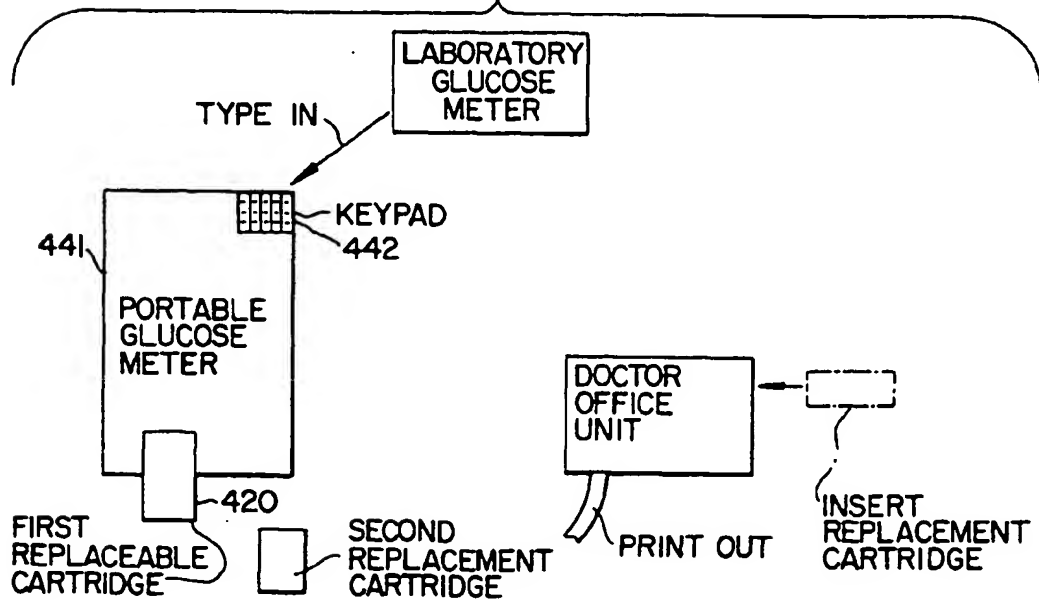 LABORATORY
GLUCOSE
METER
TYPE IN
KEYPAD
442
441
PORTABLE
GLUCOSE
METER
420
FIRST
REPLACEABLE
CARTRIDGE
SECOND
REPLACEMENT
CARTRIDGE
DOCTOR
OFFICE
UNIT
PRINT OUT
INSERT
REPLACEMENT
CARTRIDGE